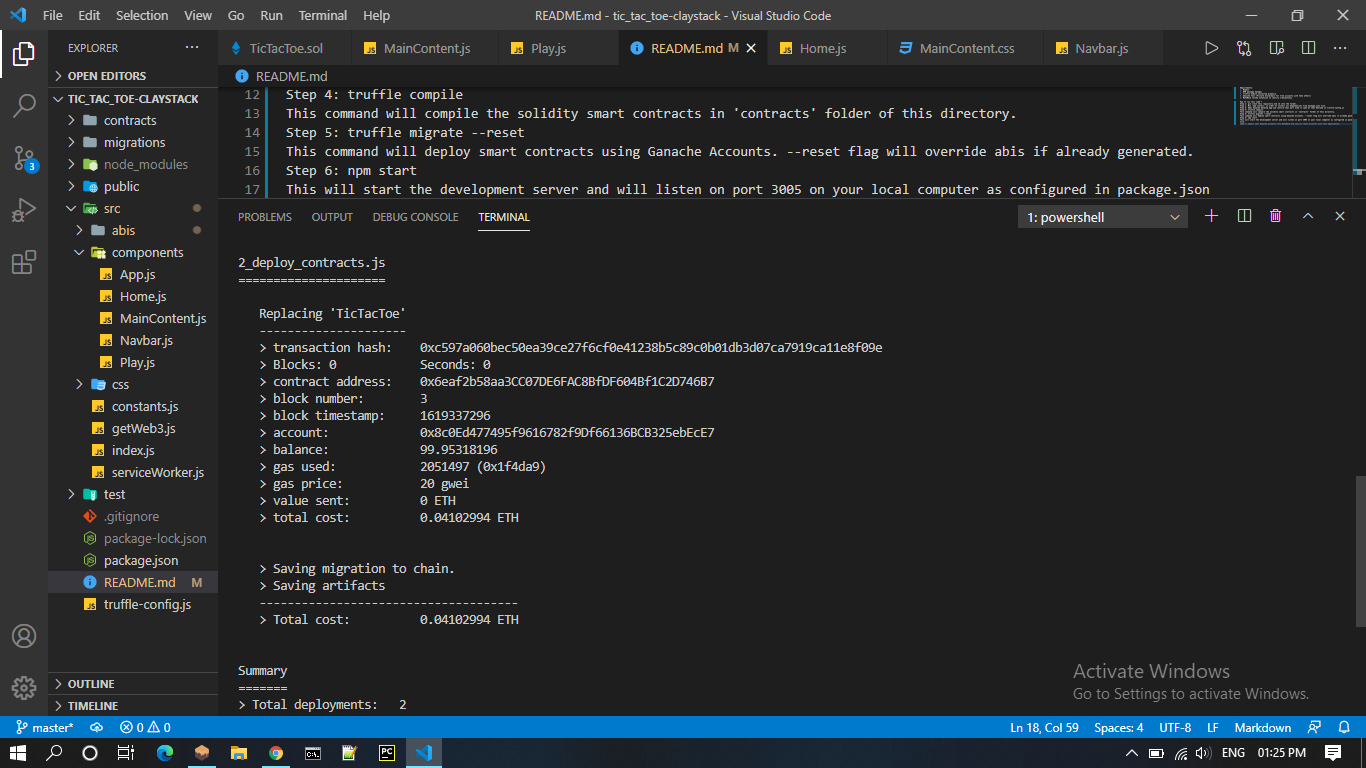 File Edit Selection View Go Run Terminal Help README.md - tic_tac_toe-claystack - Visual Studio Code
EXPLORER ···
TicTacToe.sol MainContent.js Play.js README.md M Home.js MainContent.css Navbar.js
OPEN EDITORS
README.md
TIC_TAC_TOE-CLAYSTACK
contracts
migrations
node_modules
public
src
abis
components
App.js
Home.js
MainContent.js
Navbar.js
Play.js
css
constants.js
getWeb3.js
index.js
serviceWorker.js
test
.gitignore
package-lock.json
package.json
README.md M
truffle-config.js
OUTLINE
TIMELINE
3
12 Step 4: truffle compile
13 This command will compile the solidity smart contracts in 'contracts' folder of this directory.
14 Step 5: truffle migrate --reset
15 This command will deploy smart contracts using Ganache Accounts. --reset flag will override abis if already generated.
16 Step 6: npm start
17 This will start the development server and will listen on port 3005 on your local computer as configured in package.json
PROBLEMS OUTPUT DEBUG CONSOLE TERMINAL 1: powershell
2_deploy_contracts.js
=====================
Replacing 'TicTacToe'
---------------------
> transaction hash: 0xc597a060bec50ea39ce27f6cf0e41238b5c89c0b01db3d07ca7919ca11e8f09e
> Blocks: 0 Seconds: 0
> contract address: 0x6eaf2b58aa3CC07DE6FAC8BfDF604Bf1C2D746B7
> block number: 3
> block timestamp: 1619337296
> account: 0x8c0Ed477495f9616782f9Df66136BCB325ebEcE7
> balance: 99.95318196
> gas used: 2051497 (0x1f4da9)
> gas price: 20 gwei
> value sent: 0 ETH
> total cost: 0.04102994 ETH
> Saving migration to chain.
> Saving artifacts
-------------------------------------
> Total cost: 0.04102994 ETH
Summary
=======
> Total deployments: 2
Activate Windows
Go to Settings to activate Windows.
master* 0 0 Ln 18, Col 59 Spaces: 4 UTF-8 LF Markdown
PC ENG 01:25 PM